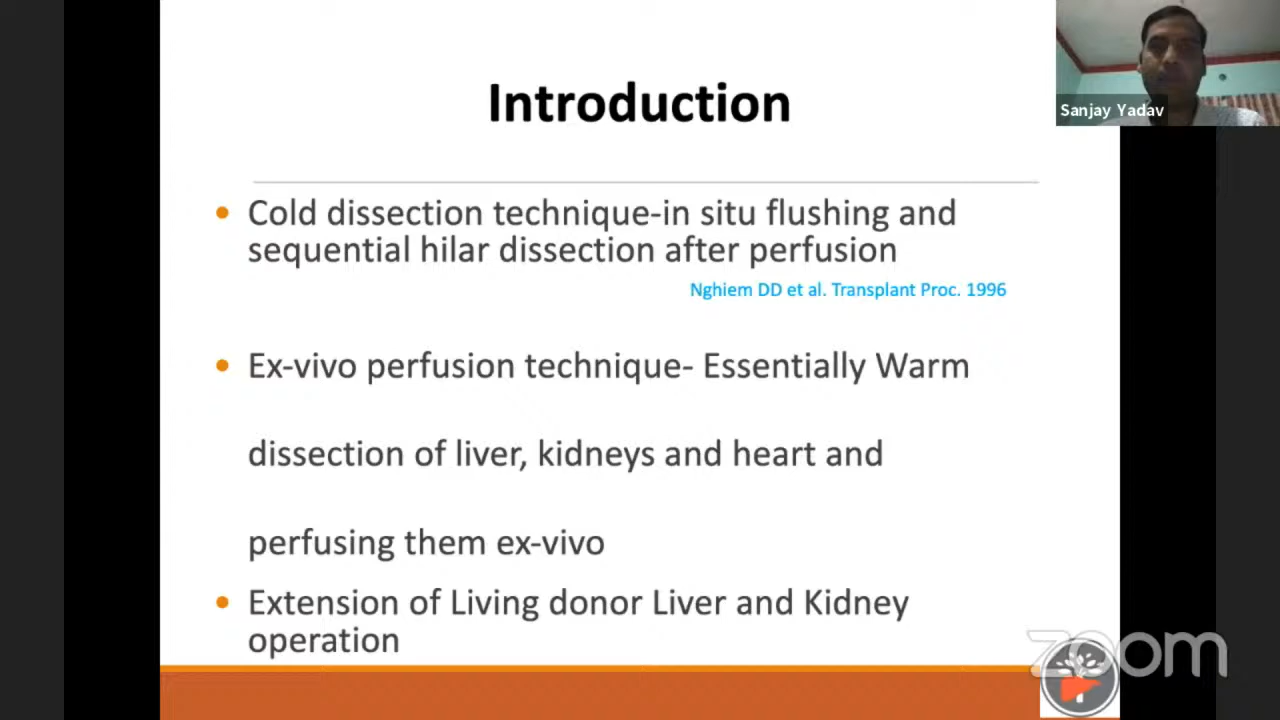 Introduction
Sanjay Yadav
• Cold dissection technique-in situ flushing and
sequential hilar dissection after perfusion
Nghiem DD et al. Transplant Proc. 1996
• Ex-vivo perfusion technique- Essentially Warm
dissection of liver, kidneys and heart and
perfusing them ex-vivo
• Extension of Living donor Liver and Kidney
operation
zoom